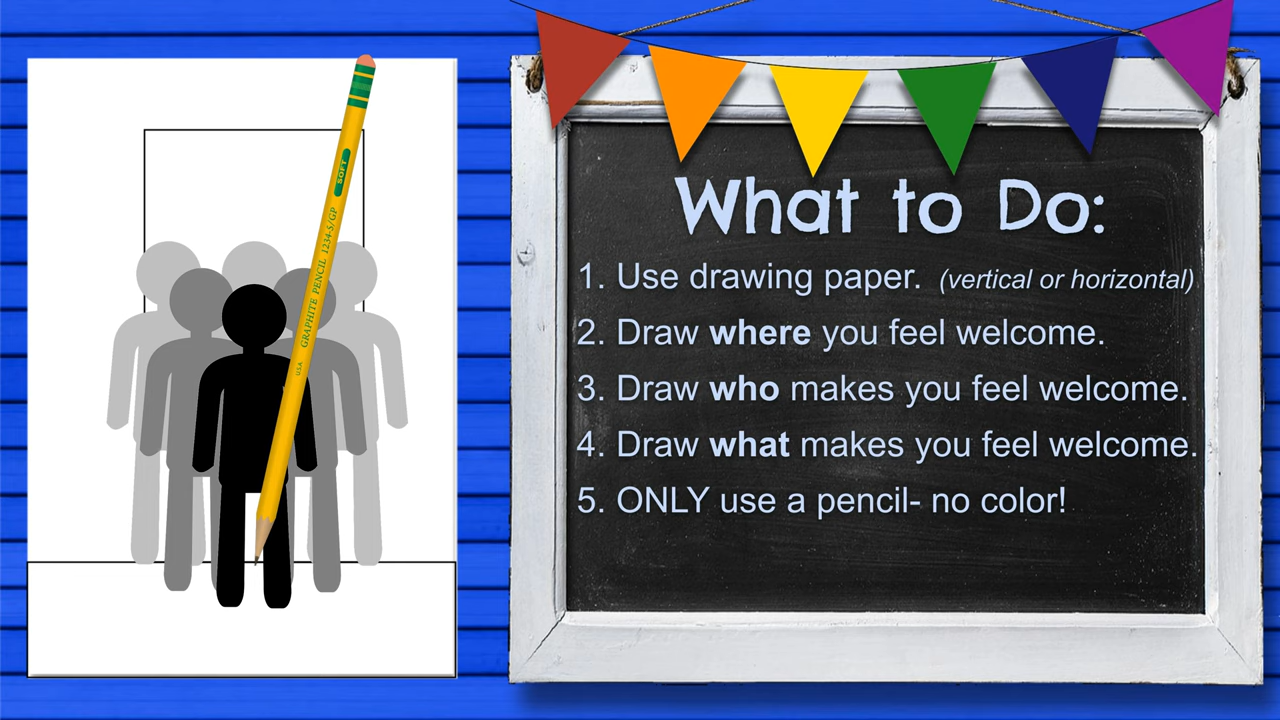 What to Do:
1. Use drawing paper. (vertical or horizontal)
2. Draw where you feel welcome.
3. Draw who makes you feel welcome.
4. Draw what makes you feel welcome.
5. ONLY use a pencil- no color!
SOFT
USA GRAPHITE PENCIL 1234-5/GP